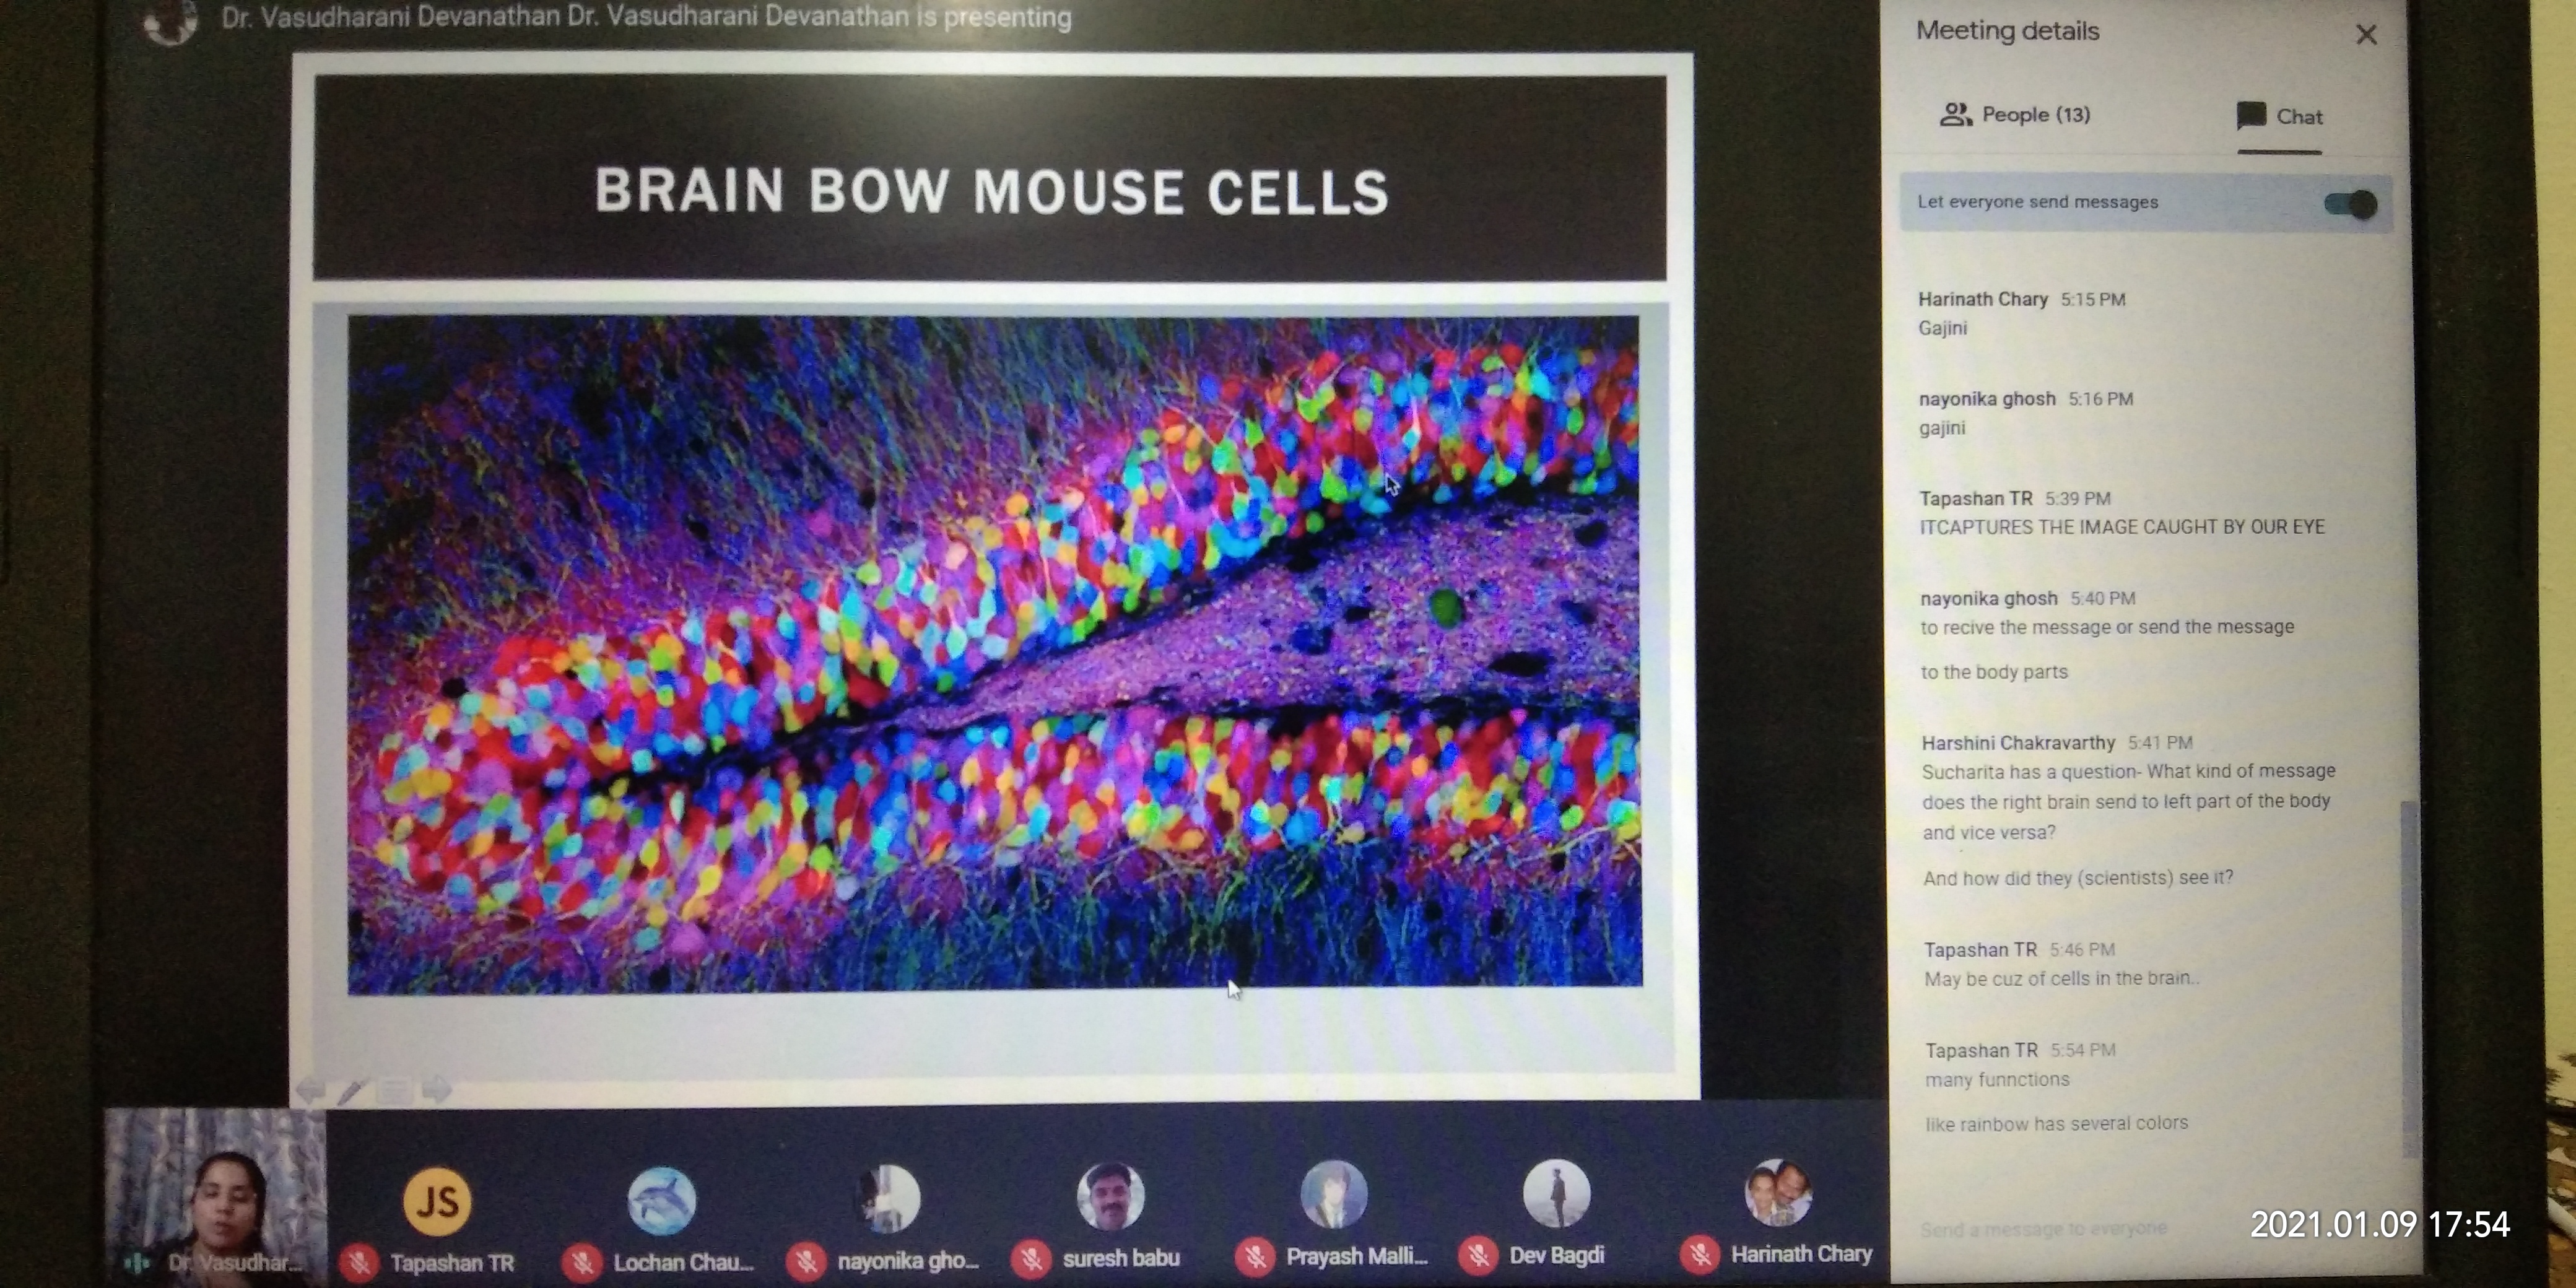 Dr. Vasudharani Devanathan Dr. Vasudharani Devanathan is presenting
BRAIN BOW MOUSE CELLS
Meeting details
People (13)
Chat
Let everyone send messages
Harinath Chary 5:15 PM
Gajini
nayonika ghosh 5:16 PM
gajini
Tapashan TR 5:39 PM
ITCAPTURES THE IMAGE CAUGHT BY OUR EYE
nayonika ghosh 5:40 PM
to recive the message or send the message
to the body parts
Harshini Chakravarthy 5:41 PM
Sucharita has a question- What kind of message
does the right brain send to left part of the body
and vice versa?
And how did they (scientists) see it?
Tapashan TR 5:46 PM
May be cuz of cells in the brain..
Tapashan TR 5:54 PM
many funnctions
like rainbow has several colors
Send a message to everyone
JS
Dr. Vasudhar...
Tapashan TR
Lochan Chau...
nayonika gho...
suresh babu
Prayash Malli...
Dev Bagdi
Harinath Chary
2021.01.09 17:54